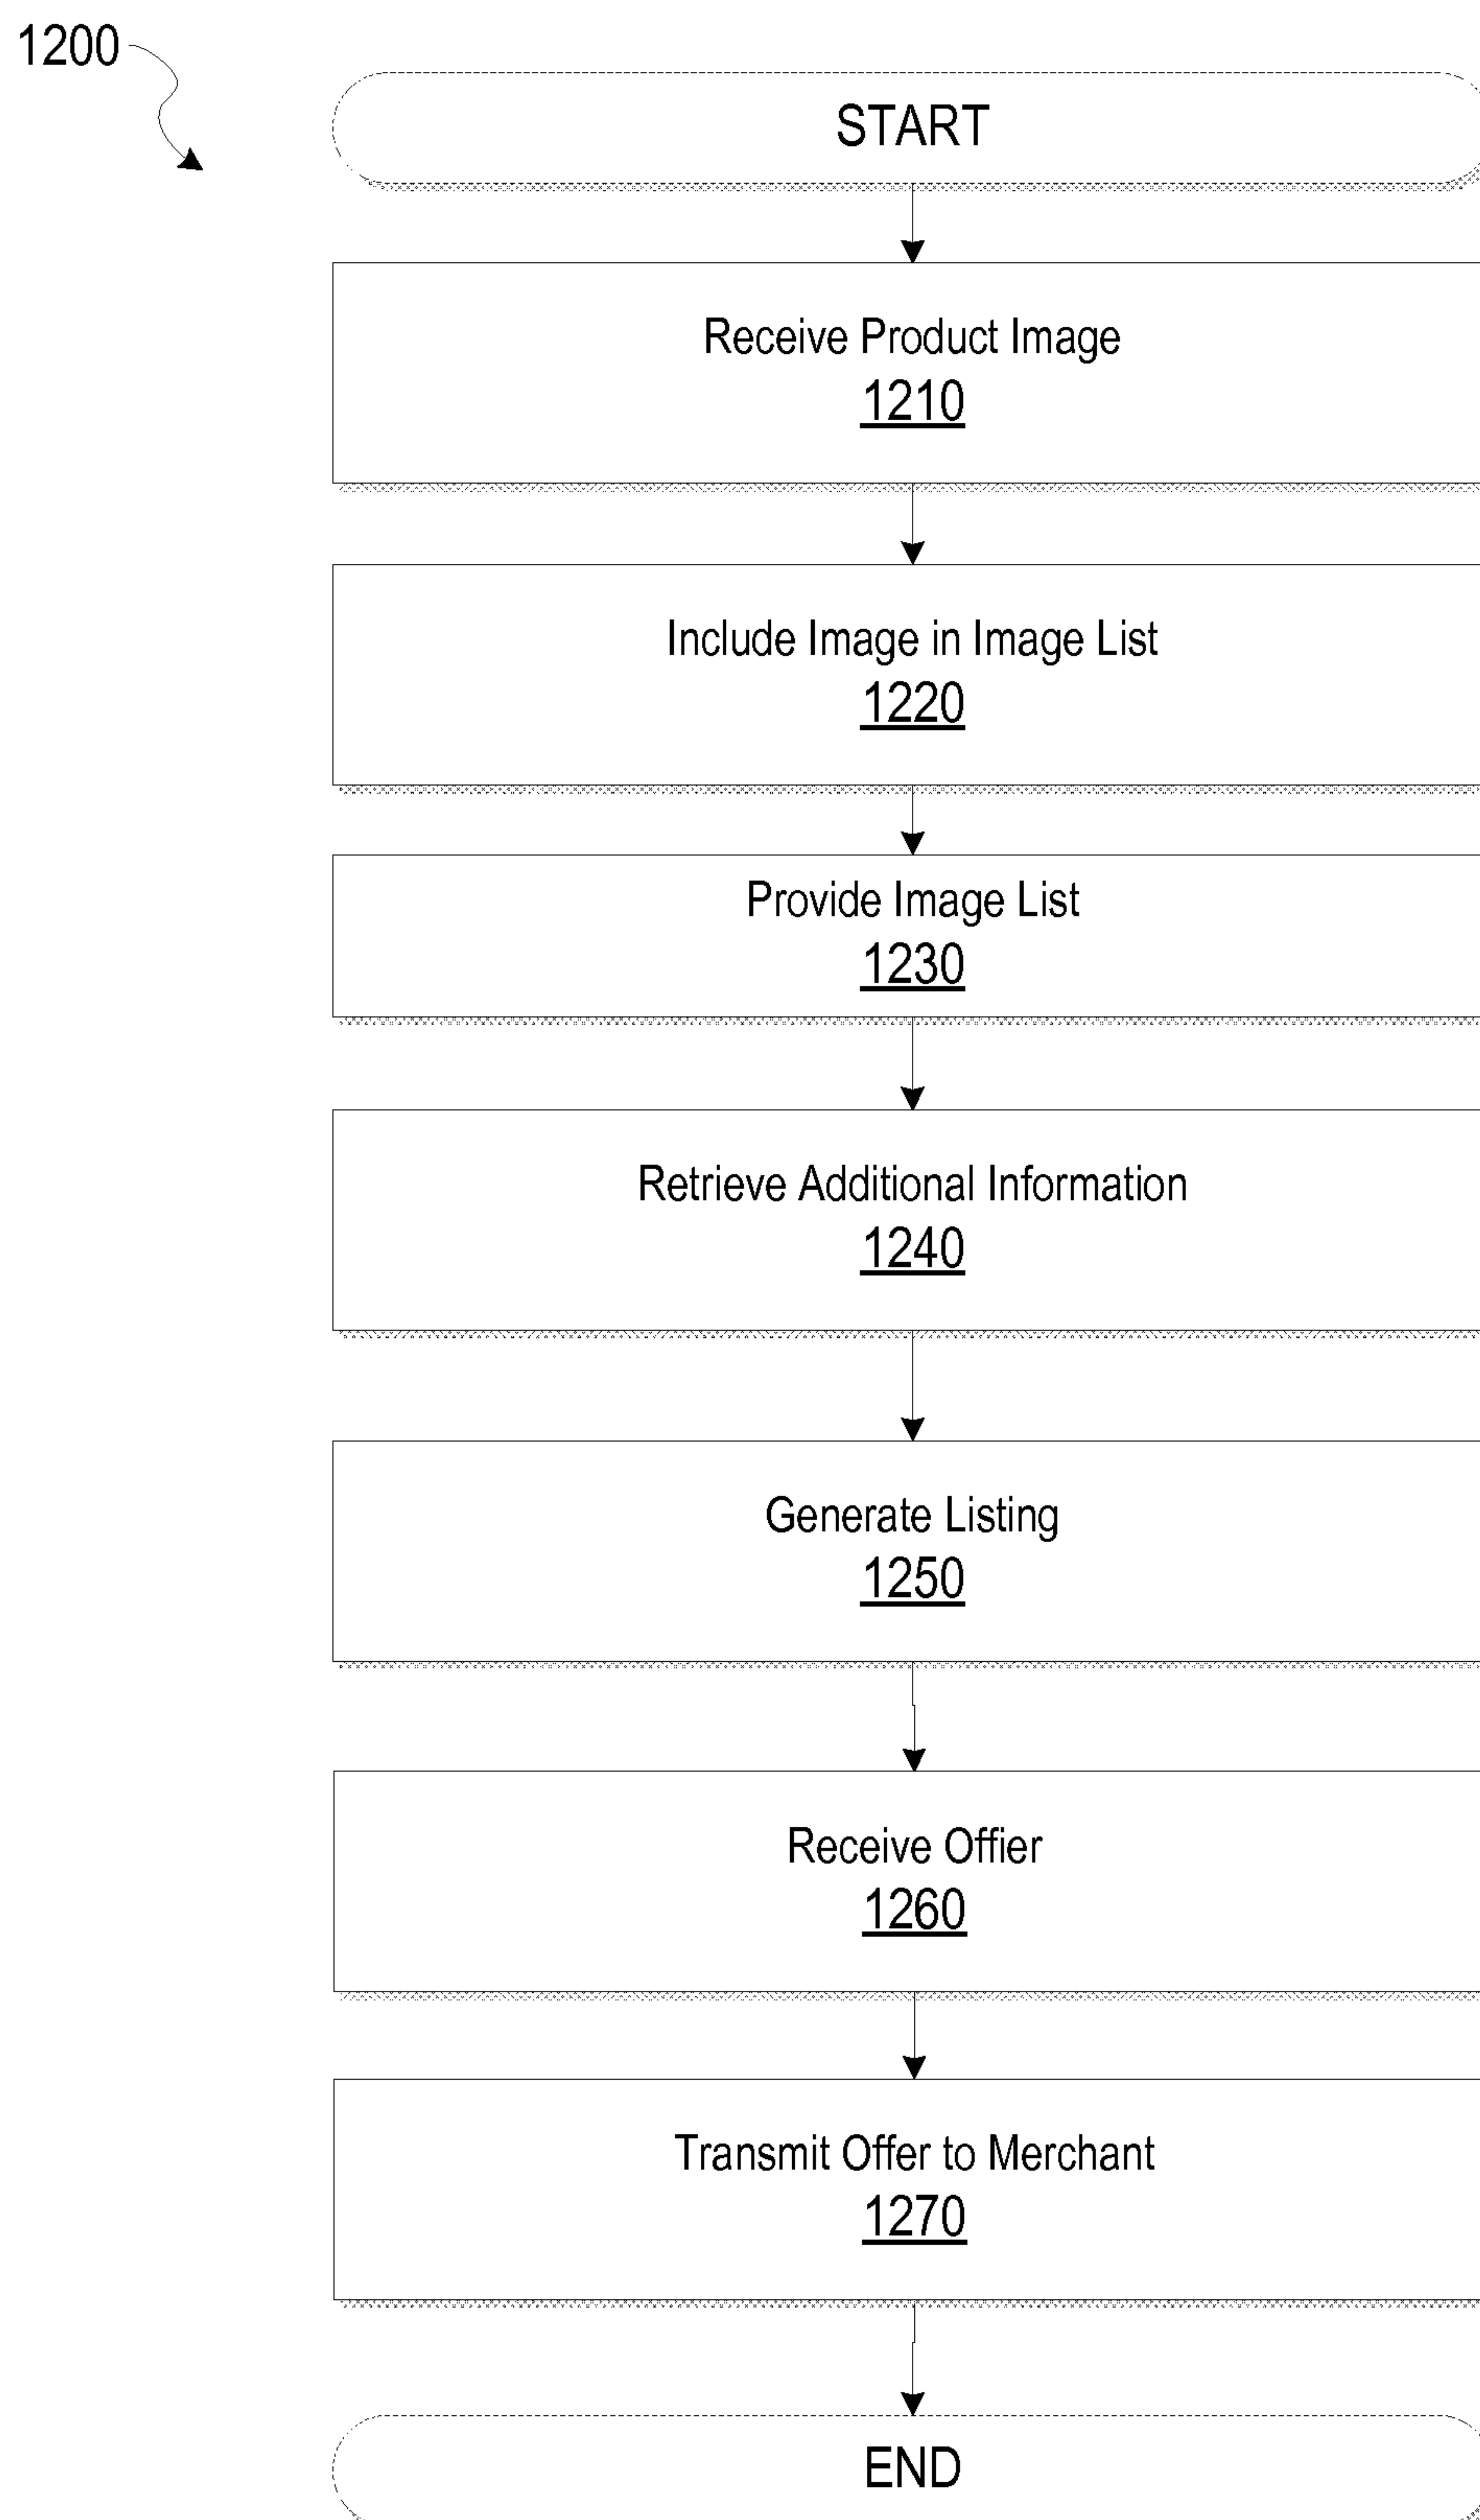 1200
START
Receive Product Image
1210
Include Image in Image List
1220
Provide Image List
1230
Retrieve Additional Information
1240
Generate Listing
1250
Receive Offier
1260
Transmit Offer to Merchant
1270
END